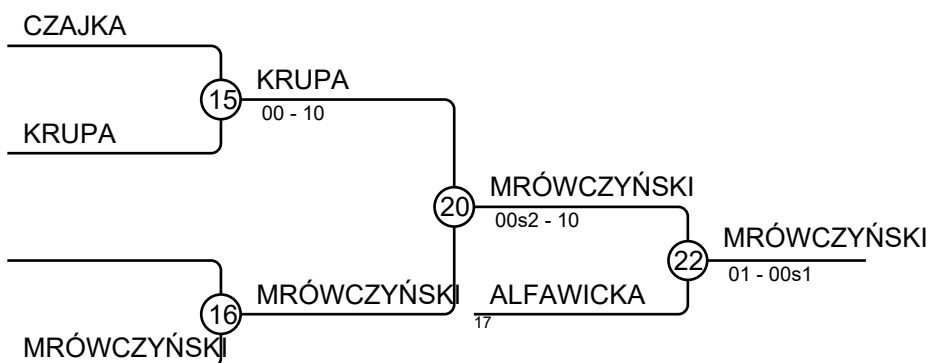 CZAJKA
15
KRUPA
00 - 10
KRUPA
20
MRÓWCZYŃSKI
00s2 - 10
22
MRÓWCZYŃSKI
01 - 00s1
16
MRÓWCZYŃSKI
ALFAWICKA
17
MRÓWCZYŃSKI